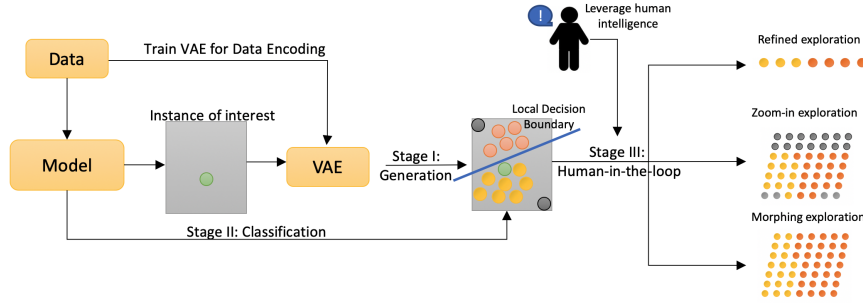 Data
Train VAE for Data Encoding
Model
Instance of interest
VAE
Stage I:
Generation
Stage II: Classification
Local Decision
Boundary
!
Leverage human
intelligence
Stage III:
Human-in-the-loop
Refined exploration
Zoom-in exploration
Morphing exploration